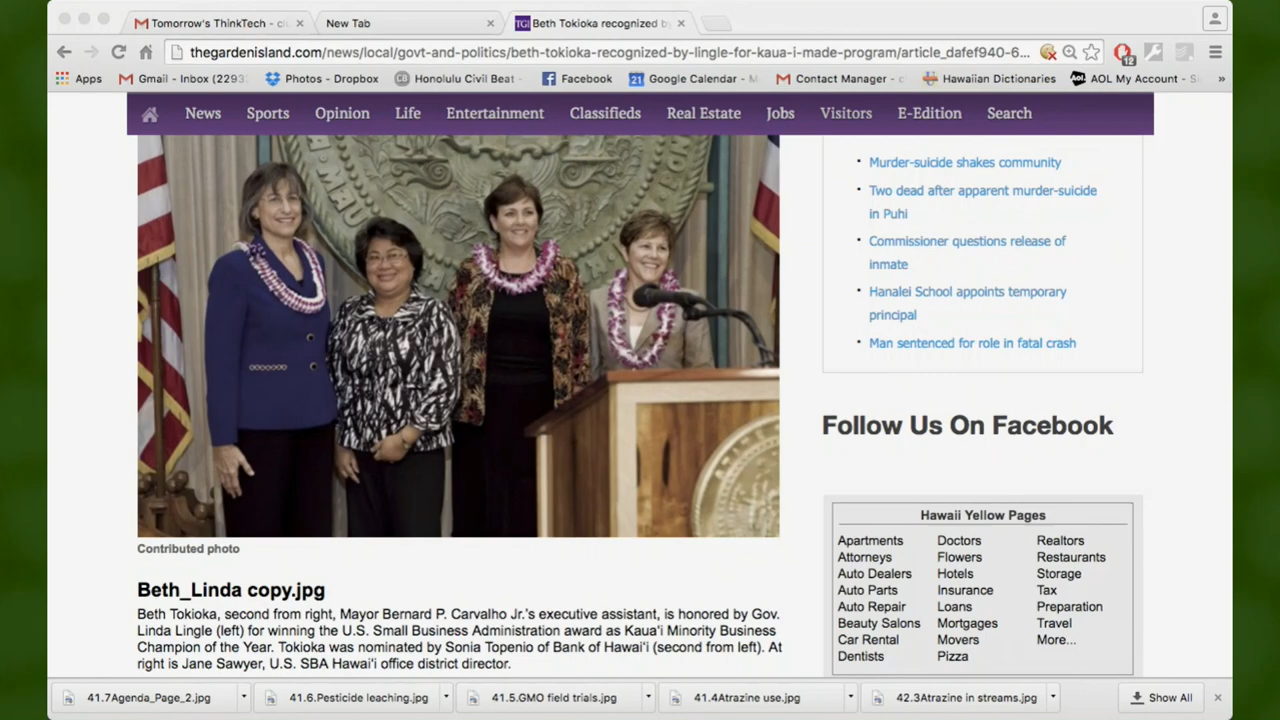 Tomorrow's ThinkTech -
New Tab
TGI Beth Tokioka recognized by
thegardenisland.com/news/local/govt-and-politics/beth-tokioka-recognized-by-lingle-for-kaua-i-made-program/article_dafef940-6...
12
Apps
Gmail - Inbox (2293
Photos - Dropbox
Honolulu Civil Beat -
Facebook
21 Google Calendar - M
Contact Manager - c
Hawaiian Dictionaries
Aol. AOL My Account - Si
»
News
Sports
Opinion
Life
Entertainment
Classifieds
Real Estate
Jobs
Visitors
E-Edition
Search
Murder-suicide shakes community
Two dead after apparent murder-suicide
in Puhi
Commissioner questions release of
inmate
Hanalei School appoints temporary
principal
Man sentenced for role in fatal crash
Follow Us On Facebook
Contributed photo
Beth_Linda copy.jpg
Beth Tokioka, second from right, Mayor Bernard P. Carvalho Jr.'s executive assistant, is honored by Gov.
Linda Lingle (left) for winning the U.S. Small Business Administration award as Kaua'i Minority Business
Champion of the Year. Tokioka was nominated by Sonia Topenio of Bank of Hawai'i (second from left). At
right is Jane Sawyer, U.S. SBA Hawai'i office district director.
Hawaii Yellow Pages
Apartments Doctors Realtors
Attorneys Flowers Restaurants
Auto Dealers Hotels Storage
Auto Parts Insurance Tax
Auto Repair Loans Preparation
Beauty Salons Mortgages Travel
Car Rental Movers More...
Dentists Pizza
41.7Agenda_Page_2.jpg
41.6.Pesticide leaching.jpg
41.5.GMO field trials.jpg
41.4Atrazine use.jpg
42.3Atrazine in streams.jpg
Show All